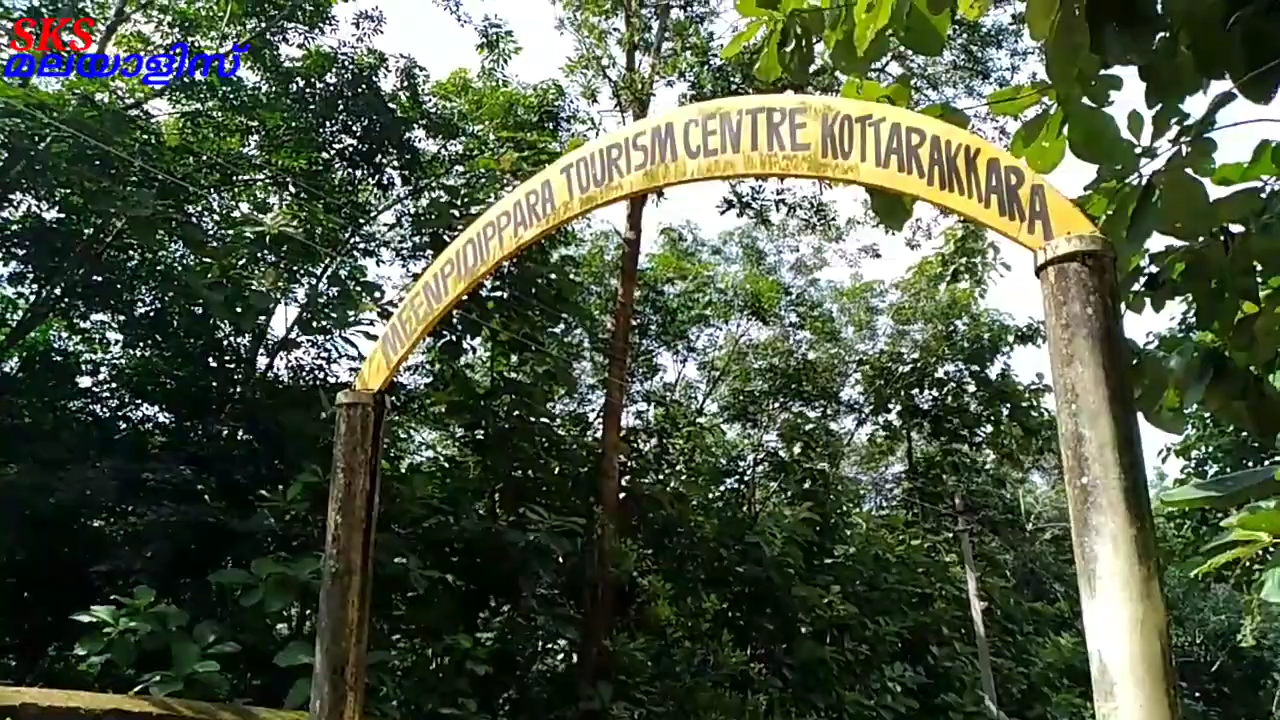 SKS
മലയാളീസ്
MEENPIDIPPARA TOURISM CENTRE KOTTARAKKARA